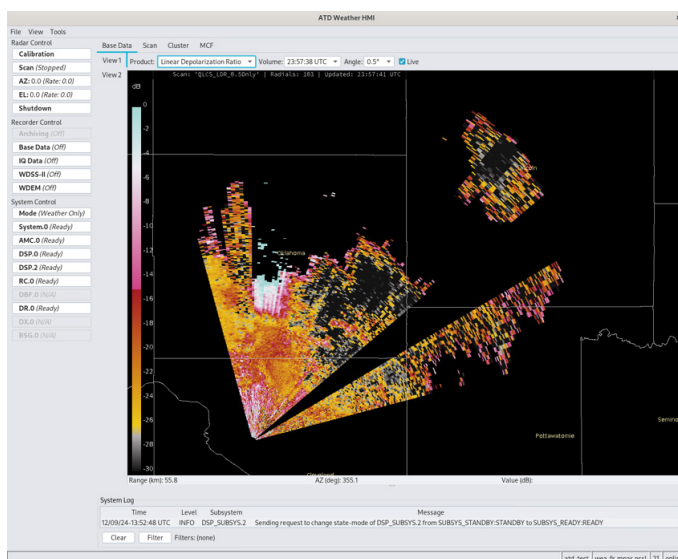 ATD Weather HMI
File View Tools
Radar Control
Calibration
Scan (Stopped)
AZ: 0.0 (Rate: 0.0)
EL: 0.0 (Rate: 0.0)
Shutdown
Recorder Control
Archiving (Off)
Base Data (Off)
IQ Data (Off)
WDSS-II (Off)
WDEM (Off)
System Control
Mode (Weather Only)
System.0 (Ready)
AMC.0 (Ready)
DSP.0 (Ready)
DSP.2 (Ready)
RC.0 (Ready)
DBF.0 (N/A)
DR.0 (Ready)
DX.0 (N/A)
BSG.0 (N/A)
Base Data Scan Cluster MCF
View 1 Product: Linear Depolarization Ratio Volume: 23:57:38 UTC Angle: 0.5° Live
View 2 Scan: 'QLCS_LDR_0.5Only' | Radials: 103 | Updated: 23:57:41 UTC
dB
0
-2
-4
-6
-8
-10
-12
-14
-16
-18
-20
-22
-24
-26
-28
-30
Oklahoma
Pottawatomie
Cleveland
Range (km): 55.8 AZ (deg): 355.1 Value (dB):
System Log
Time Level Subsystem Message
12/09/24-13:52:48 UTC INFO DSP_SUBSYS.2 Sending request to change state-mode of DSP_SUBSYS.2 from SUBSYS_STANDBY:STANDBY to SUBSYS_READY:READY
Clear Filter Filters: (none)